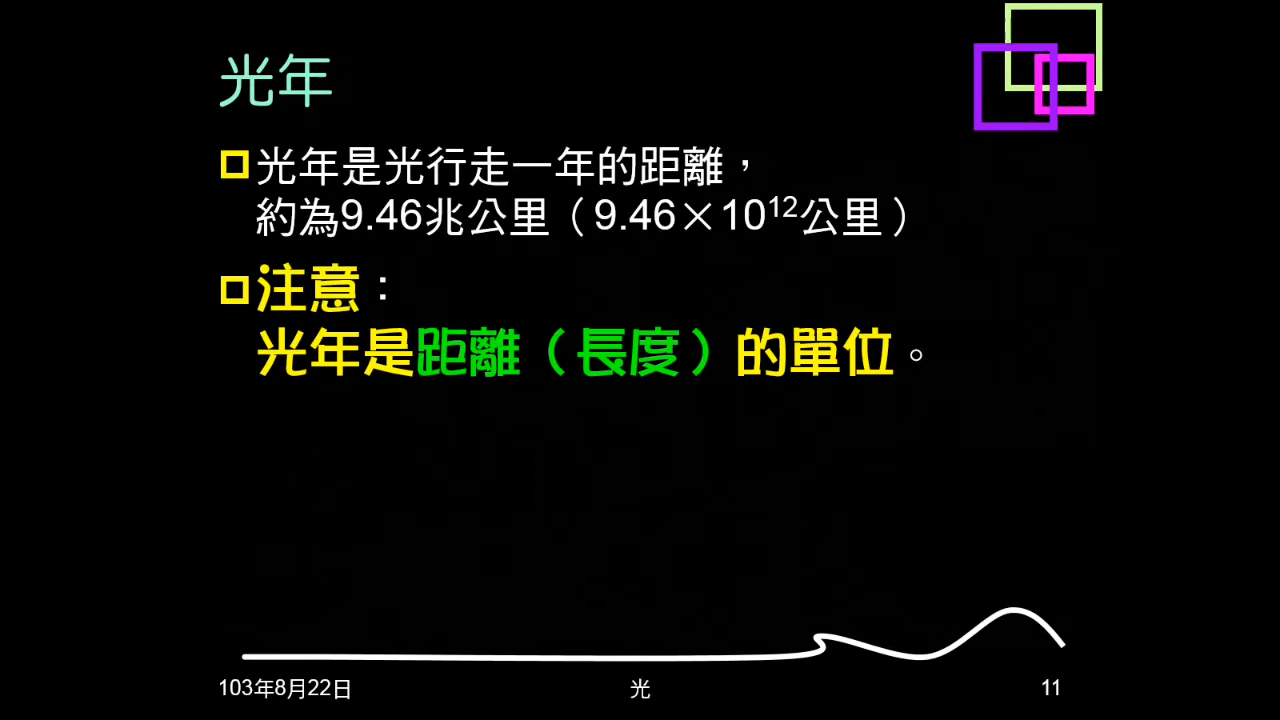 光年
光年是光行走一年的距離，
約為9.46兆公里（9.46×10¹²公里）
注意：
光年是距離（長度）的單位。
103年8月22日
光
11